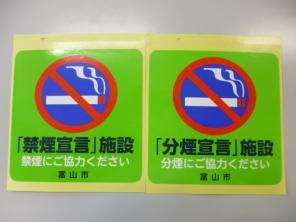 「禁煙宣言」施設
禁煙にご協力ください
富山市
「分煙宣言」施設
分煙にご協力ください
富山市